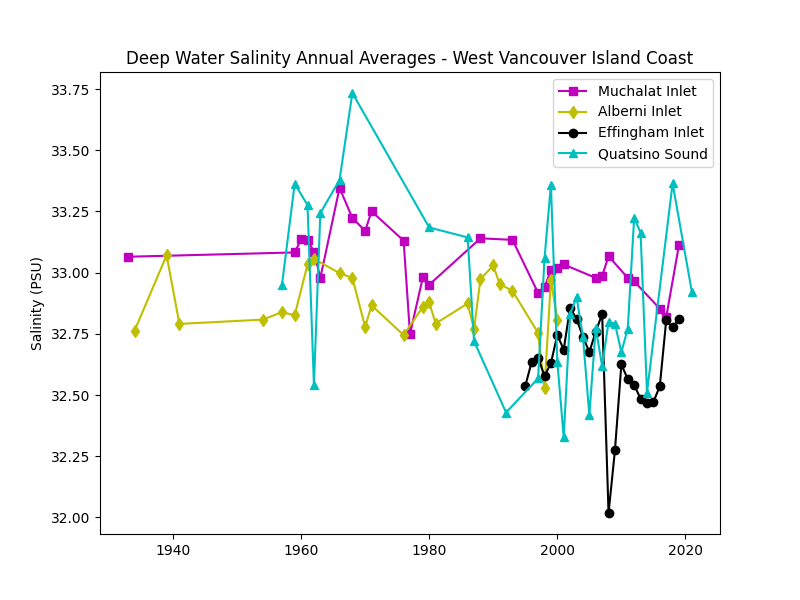 Deep Water Salinity Annual Averages - West Vancouver Island Coast
Muchalat Inlet
Alberni Inlet
Effingham Inlet
Quatsino Sound
Salinity (PSU)
33.75
33.50
33.25
33.00
32.75
32.50
32.25
32.00
1940
1960
1980
2000
2020